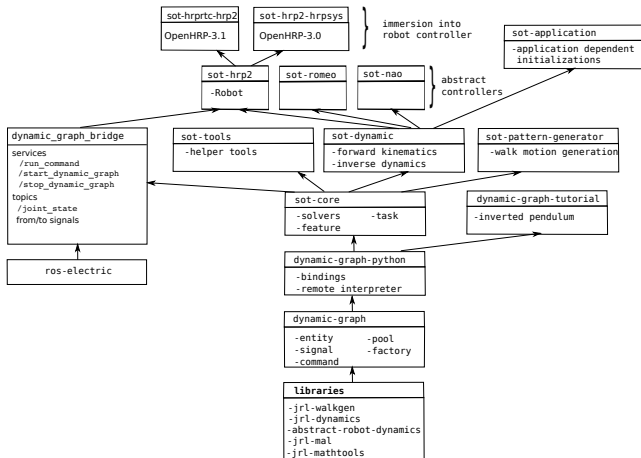 sot-hrprtc-hrp2
OpenHRP-3.1
sot-hrp2-hrpsys
OpenHRP-3.0
immersion into
robot controller
sot-application
-application dependent
initializations
sot-hrp2
-Robot
sot-romeo
sot-nao
abstract
controllers
dynamic_graph_bridge
services
/run_command
/start_dynamic_graph
/stop_dynamic_graph
topics
/joint_state
from/to signals
sot-tools
-helper tools
sot-dynamic
-forward kinematics
-inverse dynamics
sot-pattern-generator
-walk motion generation
sot-core
-solvers -task
-feature
dynamic-graph-tutorial
-inverted pendulum
ros-electric
dynamic-graph-python
-bindings
-remote interpreter
dynamic-graph
-entity -pool
-signal -factory
-command
libraries
-jrl-walkgen
-jrl-dynamics
-abstract-robot-dynamics
-jrl-mal
-jrl-mathtools